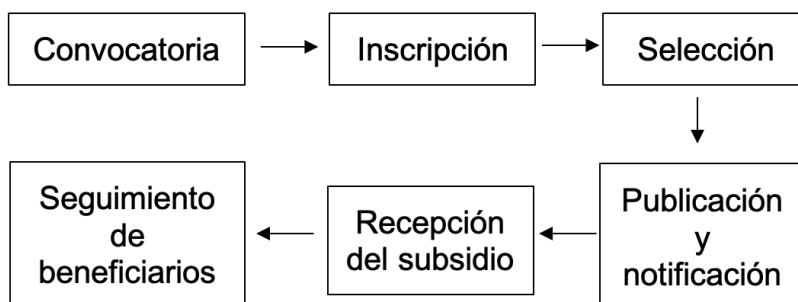 Convocatoria
Inscripción
Selección
Publicación
y
notificación
Recepción
del subsidio
Seguimiento
de
beneficiarios